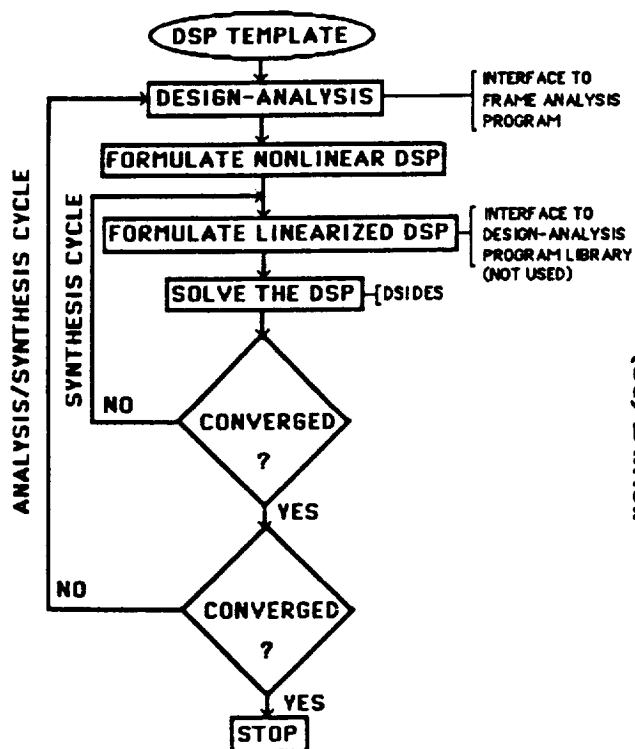 DSP TEMPLATE
DESIGN-ANALYSIS
INTERFACE TO
FRAME ANALYSIS
PROGRAM
FORMULATE NONLINEAR DSP
FORMULATE LINEARIZED DSP
INTERFACE TO
DESIGN-ANALYSIS
PROGRAM LIBRARY
(NOT USED)
SOLVE THE DSP
DSIDES
ANALYSIS/SYNTHESIS CYCLE
SYNTHESIS CYCLE
NO
CONVERGED
?
YES
NO
CONVERGED
?
YES
STOP